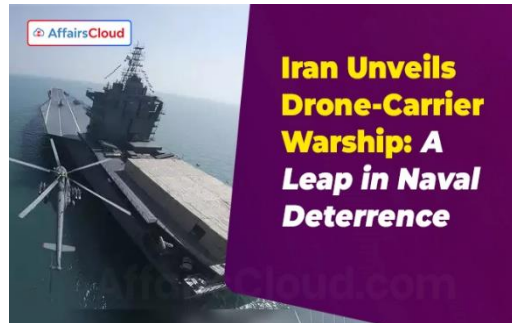 AffairsCloud
Iran Unveils
Drone-Carrier
Warship: A
Leap in Naval
Deterrence
AffairsCloud.com